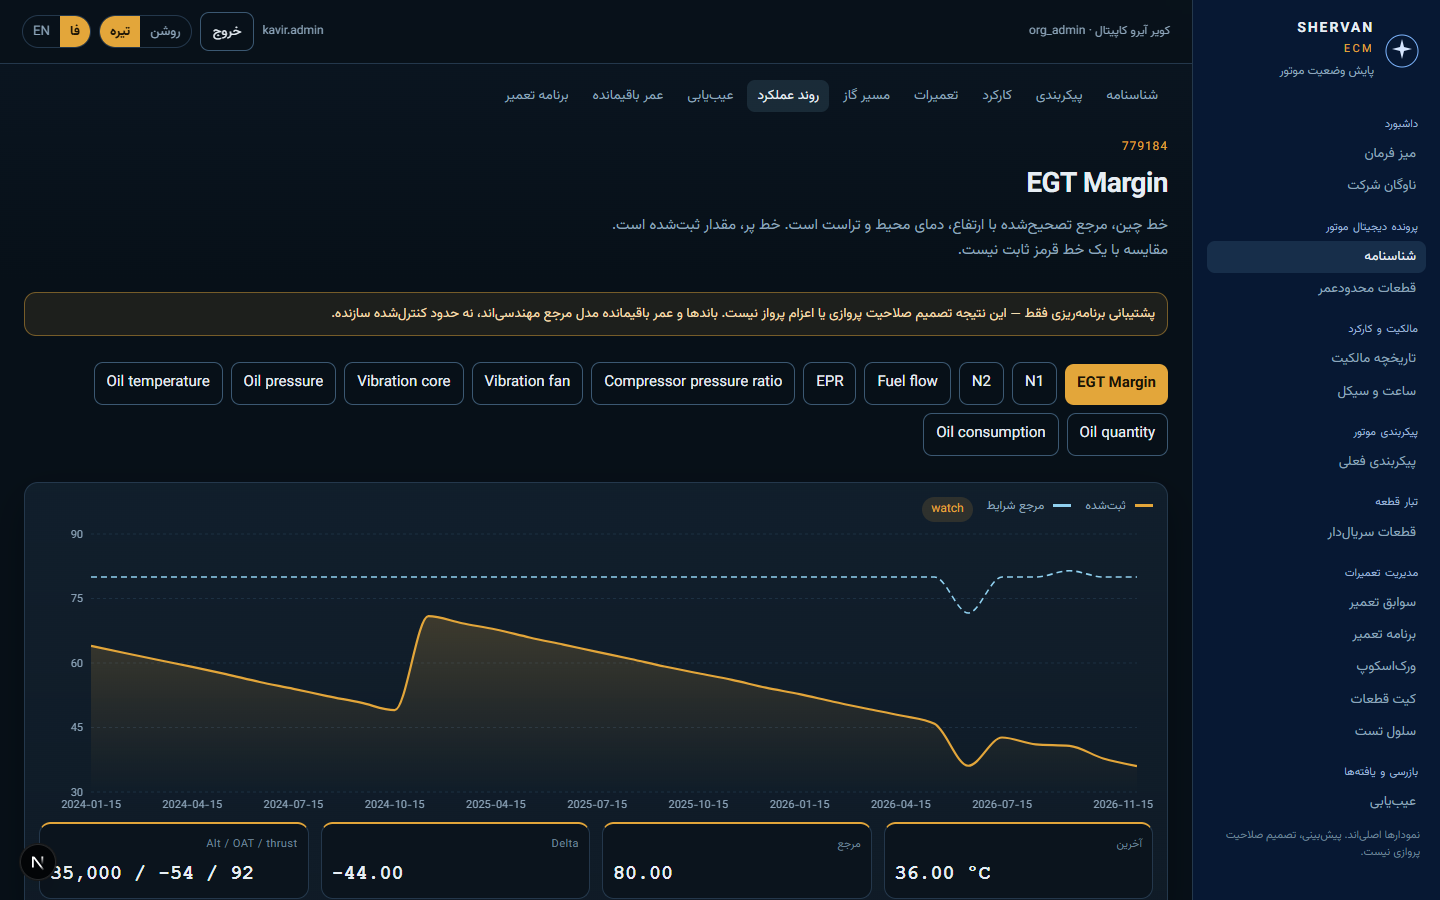 SHERVAN
ECM
پایش وضعیت موتور
داشبورد
میز فرمان
ناوگان شرکت
پرونده دیجیتال موتور
شناسنامه
قطعات محدودعمر
مالکیت و کارکرد
تاریخچه مالکیت
ساعت و سیکل
پیکربندی موتور
پیکربندی فعلی
تبار قطعه
قطعات سریال‌دار
مدیریت تعمیرات
سوابق تعمیر
برنامه تعمیر
ورک‌اسکوپ
کیت قطعات
سلول تست
بازرسی و یافته‌ها
عیب‌یابی
نمودارها اصلی‌اند. پیش‌بینی، تصمیم صلاحیت
پروازی نیست.
کویر آیرو کاپیتال · org_admin
kavir.admin
خروج
روشن تیره
فا EN
شناسنامه پیکربندی کارکرد تعمیرات مسیر گاز روند عملکرد عیب‌یابی عمر باقیمانده برنامه تعمیر
779184
EGT Margin
خط چین، مرجع تصحیح‌شده با ارتفاع، دمای محیط و تراست است. خط پر، مقدار ثبت‌شده است.
مقایسه با یک خط قرمز ثابت نیست.
پشتیبانی برنامه‌ریزی فقط — این نتیجه تصمیم صلاحیت پروازی یا اعزام پرواز نیست. باندها و عمر باقیمانده مدل مرجع مهندسی‌اند، نه حدود کنترل‌شده سازنده.
EGT Margin N1 N2 Fuel flow EPR Compressor pressure ratio Vibration fan Vibration core Oil pressure Oil temperature
Oil quantity Oil consumption
ثبت‌شده مرجع شرایط watch
90
75
60
45
30
2024-01-15 2024-04-15 2024-07-15 2024-10-15 2025-04-15 2025-07-15 2025-10-15 2026-01-15 2026-04-15 2026-07-15 2026-11-15
آخرین
36.00 °C
مرجع
80.00
Delta
-44.00
Alt / OAT / thrust
35,000 / -54 / 92
N